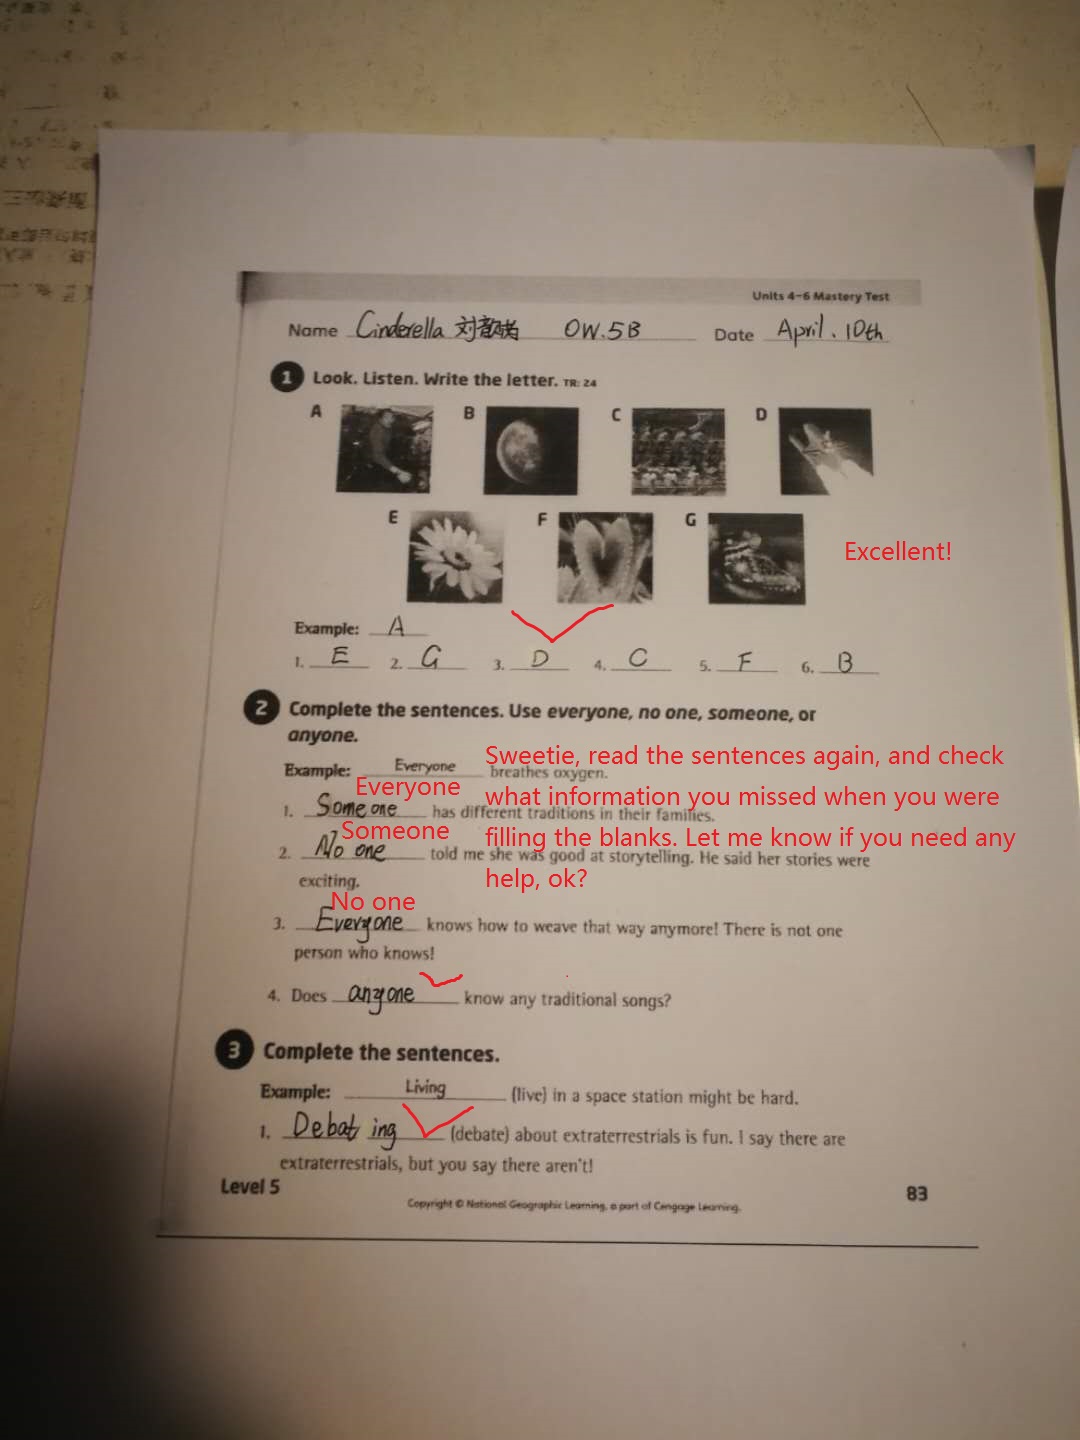 Units 4–6 Mastery Test
Name Cinderella 刘 OW.5B Date April. 10th
1 Look. Listen. Write the letter. TR: 24
A B C D
E F G
Excellent!
Example: A
1. E 2. G 3. D 4. C 5. F 6. B
2 Complete the sentences. Use everyone, no one, someone, or
anyone.
Sweetie, read the sentences again, and check
Example: Everyone breathes oxygen.
Everyone
what information you missed when you were
1. Someone has different traditions in their families.
Someone
filling the blanks. Let me know if you need any
2. No one told me she was good at storytelling. He said her stories were
exciting.
help, ok?
No one
3. Everyone knows how to weave that way anymore! There is not one
person who knows!
4. Does anyone know any traditional songs?
3 Complete the sentences.
Example: Living (live) in a space station might be hard.
1. Debating (debate) about extraterrestrials is fun. I say there are
extraterrestrials, but you say there aren't!
Level 5
83
Copyright © National Geographic Learning, a part of Cengage Learning.